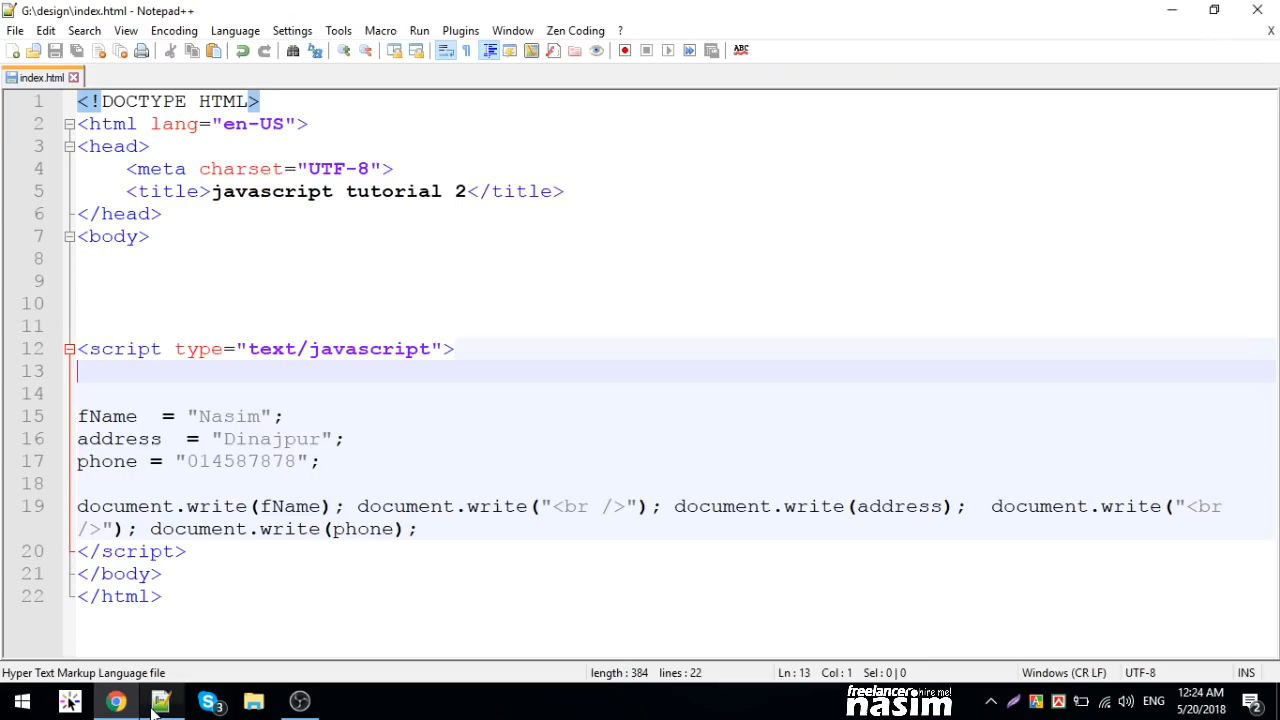 G:\design\index.html - Notepad++
File Edit Search View Encoding Language Settings Tools Macro Run Plugins Window Zen Coding ? X
ABC
index.html
1 <!DOCTYPE HTML>
2 <html lang="en-US">
3 <head>
4 <meta charset="UTF-8">
5 <title>javascript tutorial 2</title>
6 </head>
7 <body>
8
9
10
11
12 <script type="text/javascript">
13
14
15 fName = "Nasim";
16 address = "Dinajpur";
17 phone = "014587878";
18
19 document.write(fName); document.write("<br />"); document.write(address); document.write("<br
/>"); document.write(phone);
20 </script>
21 </body>
22 </html>
Hyper Text Markup Language file length : 384 lines : 22 Ln : 13 Col : 1 Sel : 0 | 0 Windows (CR LF) UTF-8 INS
3 freelancer hire me! ENG 12:24 AM
nasim 5/20/2018 2